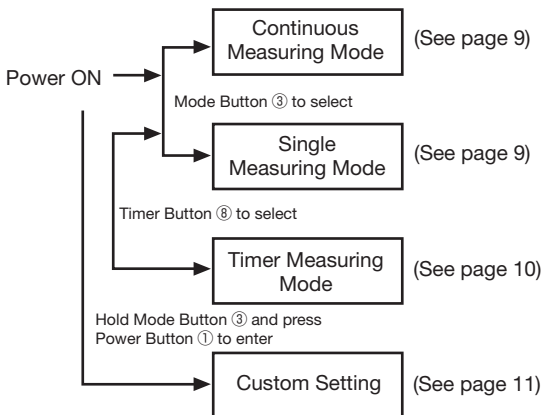 Continuous
Measuring Mode
(See page 9)
Power ON
Mode Button ③ to select
Single
Measuring Mode
(See page 9)
Timer Button ⑧ to select
Timer Measuring
Mode
(See page 10)
Hold Mode Button ③ and press
Power Button ① to enter
Custom Setting
(See page 11)